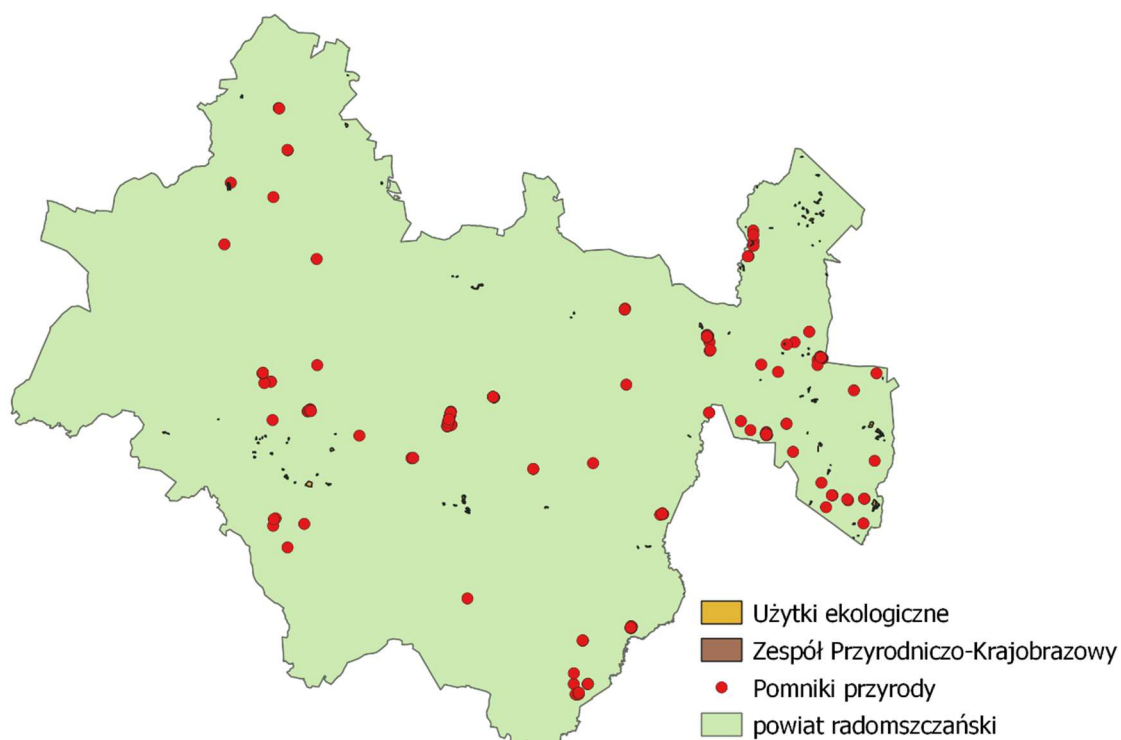 Użytki ekologiczne
Zespół Przyrodniczo-Krajobrazowy
Pomniki przyrody
powiat radomszczański